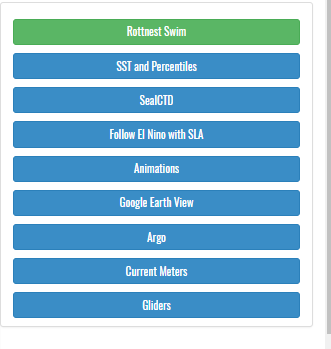 Rottnest Swim
SST and Percentiles
SealCTD
Follow El Nino with SLA
Animations
Google Earth View
Argo
Current Meters
Gliders